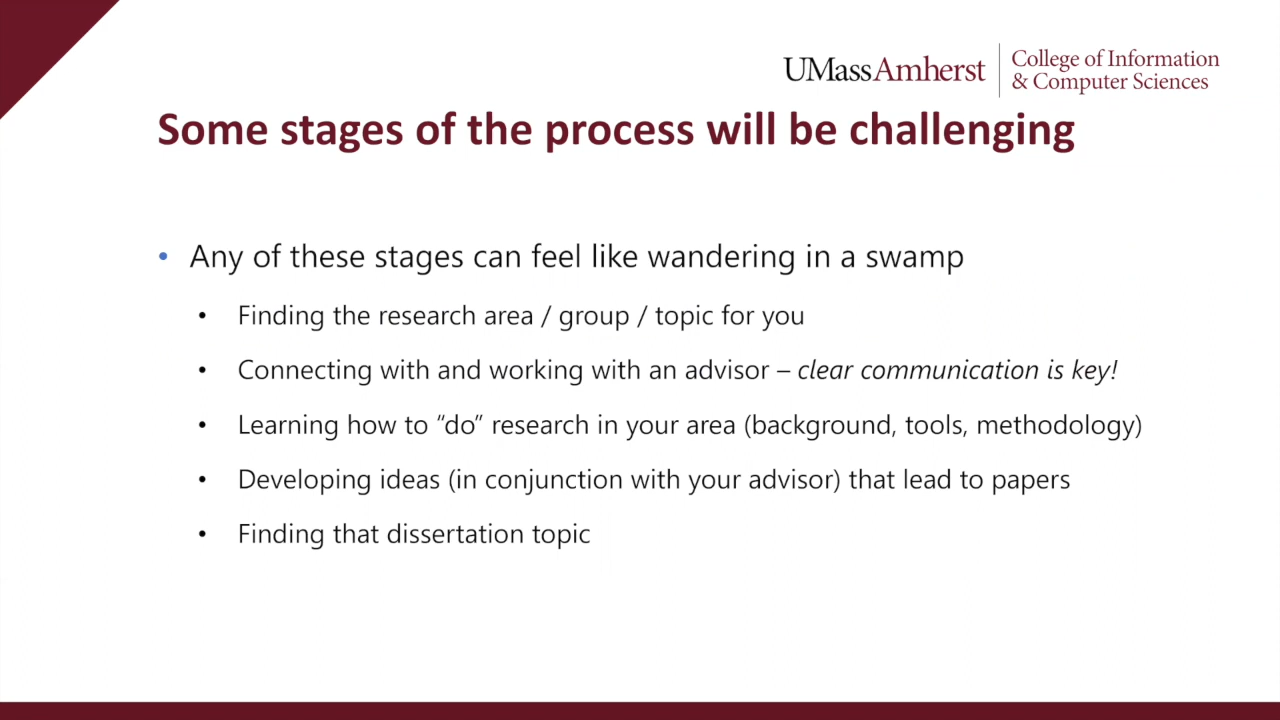 UMassAmherst
College of Information
& Computer Sciences
Some stages of the process will be challenging
• Any of these stages can feel like wandering in a swamp
• Finding the research area / group / topic for you
• Connecting with and working with an advisor – clear communication is key!
• Learning how to “do” research in your area (background, tools, methodology)
• Developing ideas (in conjunction with your advisor) that lead to papers
• Finding that dissertation topic